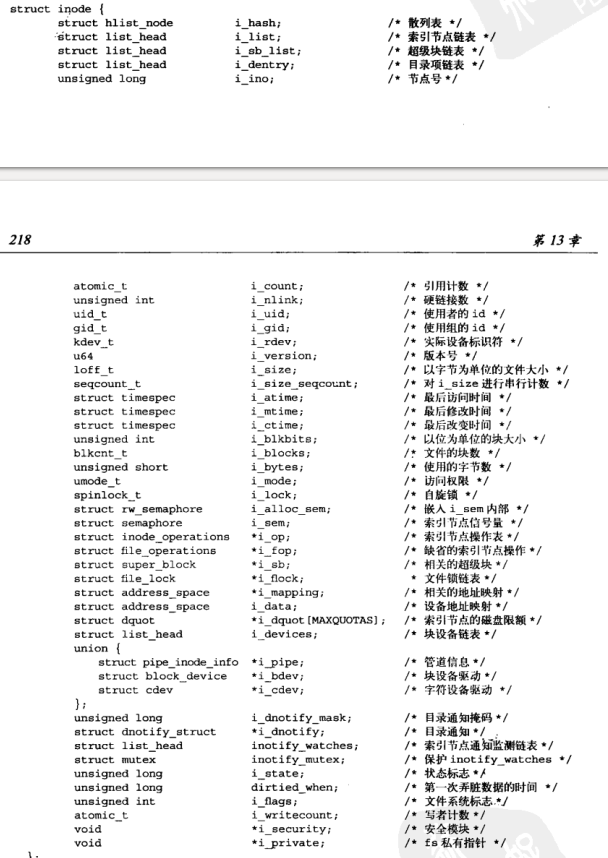 struct inode {
struct hlist_node i_hash; /* 散列表 */
struct list_head i_list; /* 索引节点链表 */
struct list_head i_sb_list; /* 超级块链表 */
struct list_head i_dentry; /* 目录项链表 */
unsigned long i_ino; /* 节点号 */
218 第 13 章
atomic_t i_count; /* 引用计数 */
unsigned int i_nlink; /* 硬链接数 */
uid_t i_uid; /* 使用者的 id */
gid_t i_gid; /* 使用组的 id */
kdev_t i_rdev; /* 实际设备标识符 */
u64 i_version; /* 版本号 */
loff_t i_size; /* 以字节为单位的文件大小 */
seqcount_t i_size_seqcount; /* 对 i_size 进行串行计数 */
struct timespec i_atime; /* 最后访问时间 */
struct timespec i_mtime; /* 最后修改时间 */
struct timespec i_ctime; /* 最后改变时间 */
unsigned int i_blkbits; /* 以位为单位的块大小 */
blkcnt_t i_blocks; /* 文件的块数 */
unsigned short i_bytes; /* 使用的字节数 */
umode_t i_mode; /* 访问权限 */
spinlock_t i_lock; /* 自旋锁 */
struct rw_semaphore i_alloc_sem; /* 嵌入 i_sem 内部 */
struct semaphore i_sem; /* 索引节点信号量 */
struct inode_operations *i_op; /* 索引节点操作表 */
struct file_operations *i_fop; /* 缺省的索引节点操作 */
struct super_block *i_sb; /* 相关的超级块 */
struct file_lock *i_flock; * 文件锁链表 */
struct address_space *i_mapping; /* 相关的地址映射 */
struct address_space i_data; /* 设备地址映射 */
struct dquot *i_dquot[MAXQUOTAS]; /* 索引节点的磁盘限额 */
struct list_head i_devices; /* 块设备链表 */
union {
struct pipe_inode_info *i_pipe; /* 管道信息 */
struct block_device *i_bdev; /* 块设备驱动 */
struct cdev *i_cdev; /* 字符设备驱动 */
};
unsigned long i_dnotify_mask; /* 目录通知掩码 */
struct dnotify_struct *i_dnotify; /* 目录通知 */
struct list_head inotify_watches; /* 索引节点通知监测链表 */
struct mutex inotify_mutex; /* 保护 inotify_watches */
unsigned long i_state; /* 状态标志 */
unsigned long dirtied_when; /* 第一次弄脏数据的时间 */
unsigned int i_flags; /* 文件系统标志 */
atomic_t i_writecount; /* 写者计数 */
void *i_security; /* 安全模块 */
void *i_private; /* fs 私有指针 */
};